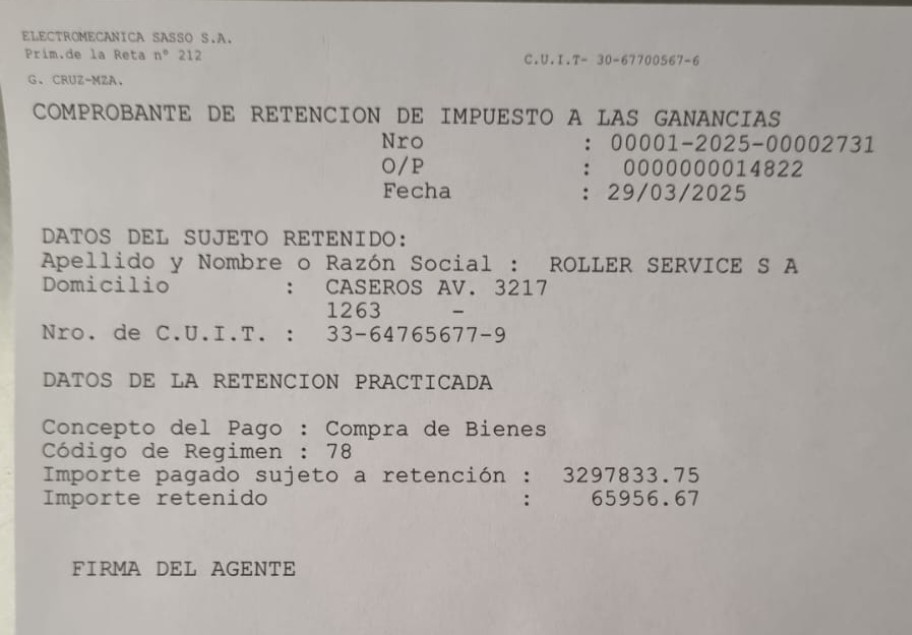 ELECTROMECANICA SASSO S.A.
Prim.de la Reta n° 212
C.U.I.T- 30-67700567-6
G. CRUZ-MZA.
COMPROBANTE DE RETENCION DE IMPUESTO A LAS GANANCIAS
Nro : 00001-2025-00002731
O/P : 0000000014822
Fecha : 29/03/2025
DATOS DEL SUJETO RETENIDO:
Apellido y Nombre o Razón Social : ROLLER SERVICE S A
Domicilio : CASEROS AV. 3217
1263 -
Nro. de C.U.I.T. : 33-64765677-9
DATOS DE LA RETENCION PRACTICADA
Concepto del Pago : Compra de Bienes
Código de Regimen : 78
Importe pagado sujeto a retención : 3297833.75
Importe retenido : 65956.67
FIRMA DEL AGENTE